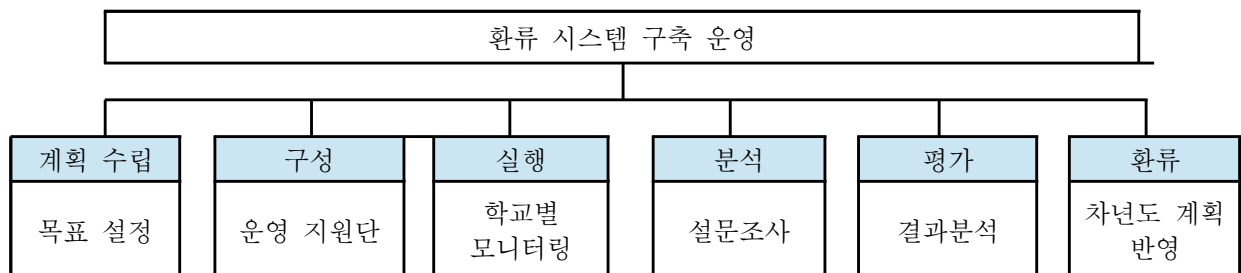 환류 시스템 구축 운영
계획 수립
구성
실행
분석
평가
환류
목표 설정
운영 지원단
학교별
모니터링
설문조사
결과분석
차년도 계획
반영